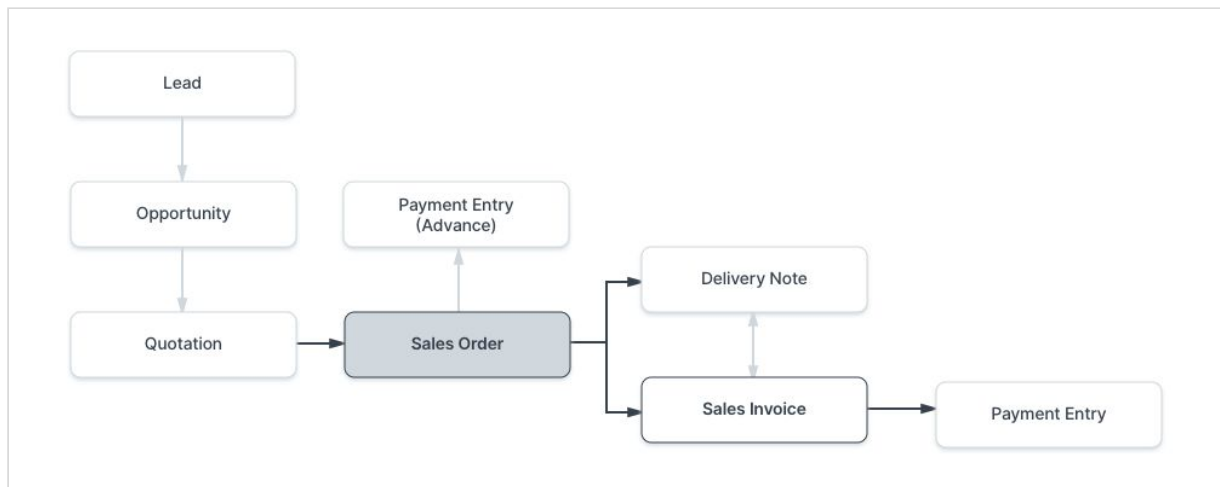 Lead
Opportunity
Payment Entry
(Advance)
Delivery Note
Quotation
Sales Order
Sales Invoice
Payment Entry